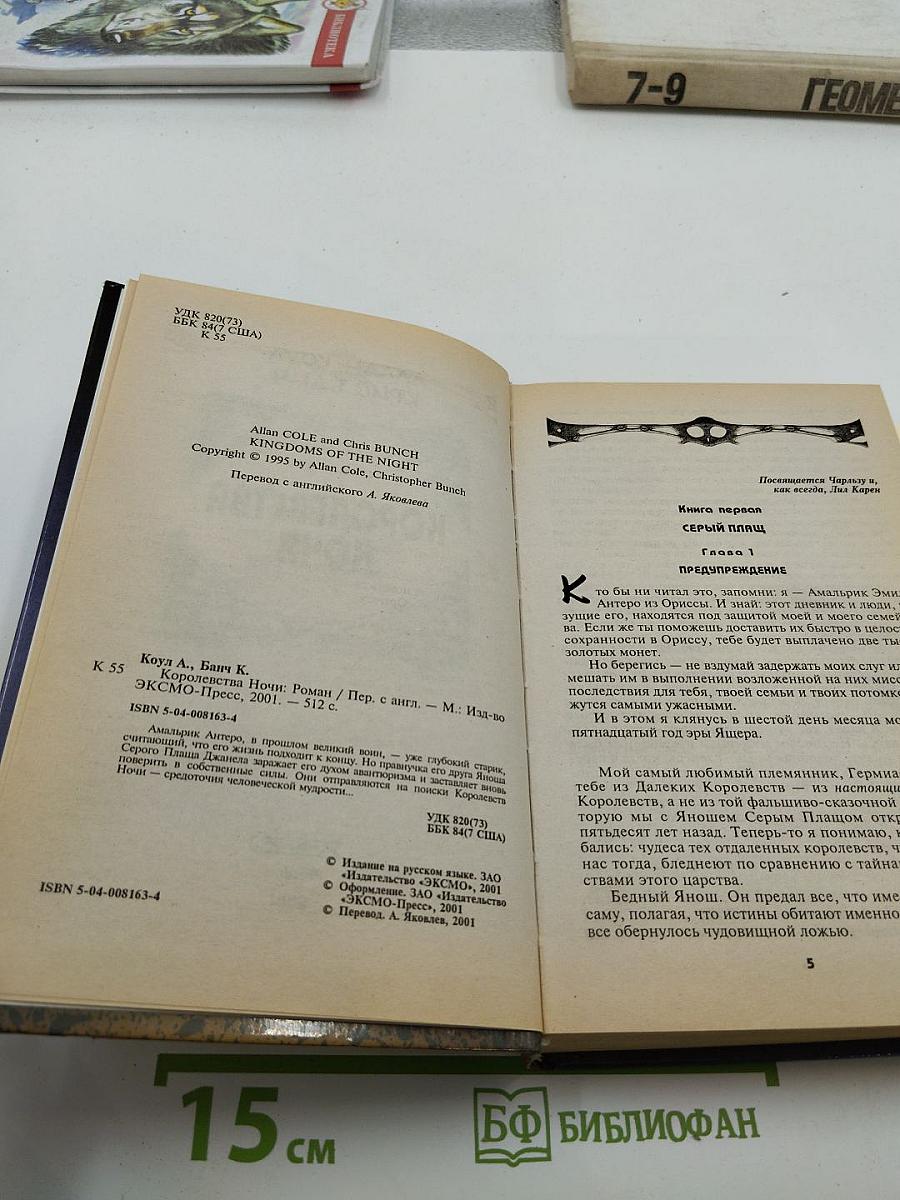 БИБЛИОТЕКА
7-9
ГЕОМЕ
УДК 820(73)
ББК 84(7 США)
К 55
Allan COLE and Chris BUNCH
KINGDOMS OF THE NIGHT
Copyright © 1995 by Allan Cole, Christopher Bunch
Перевод с английского А. Яковлева
Коул А., Банч К.
К 55 Королевства Ночи: Роман / Пер. с англ. — М.: Изд-во
ЭКСМО-Пресс, 2001. — 512 с.
ISBN 5-04-008163-4
Амальрик Антеро, в прошлом великий воин, — уже глубокий старик,
считающий, что его жизнь подходит к концу. Но правнучка его друга Яноша
Серого Плаща Джанела заражает его духом авантюризма и заставляет вновь
поверить в собственные силы. Они отправляются на поиски Королевств
Ночи — средоточия человеческой мудрости...
УДК 820(73)
ББК 84(7 США)
© Издание на русском языке. ЗАО
«Издательство «ЭКСМО», 2001
© Оформление. ЗАО «Издательство
«ЭКСМО-Пресс», 2001
© Перевод. А. Яковлев, 2001
ISBN 5-04-008163-4
Посвящается Чарльзу и,
как всегда, Лил Карен
Книга первая
СЕРЫЙ ПЛАЩ
Глава 1
ПРЕДУПРЕЖДЕНИЕ
Кто бы ни читал это, запомни: я — Амальрик Эми
Антеро из Ориссы. И знай: этот дневник и люди,
зущие его, находятся под защитой моей и моего семей
ва. Если же ты поможешь доставить их быстро в целос
сохранности в Ориссу, тебе будет выплачено две ты
золотых монет.
Но берегись — не вздумай задержать моих слуг ил
мешать им в выполнении возложенной на них мисс
последствия для тебя, твоей семьи и твоих потомко
жутся самыми ужасными.
И в этом я клянусь в шестой день месяца мо
пятнадцатый год эры Ящера.
Мой самый любимый племянник, Гермиа
тебе из Далеких Королевств — из настоящи
Королевств, а не из той фальшиво-сказочной
торую мы с Яношем Серым Плащом откр
пятьдесят лет назад. Теперь-то я понимаю, к
бались: чудеса тех отдаленных королевств, ч
нас тогда, бледнеют по сравнению с тайна
ствами этого царства.
Бедный Янош. Он предал все, что име
саму, полагая, что истины обитают именно
все обернулось чудовищной ложью.
5
15 см
БФ БИБЛИОФАН